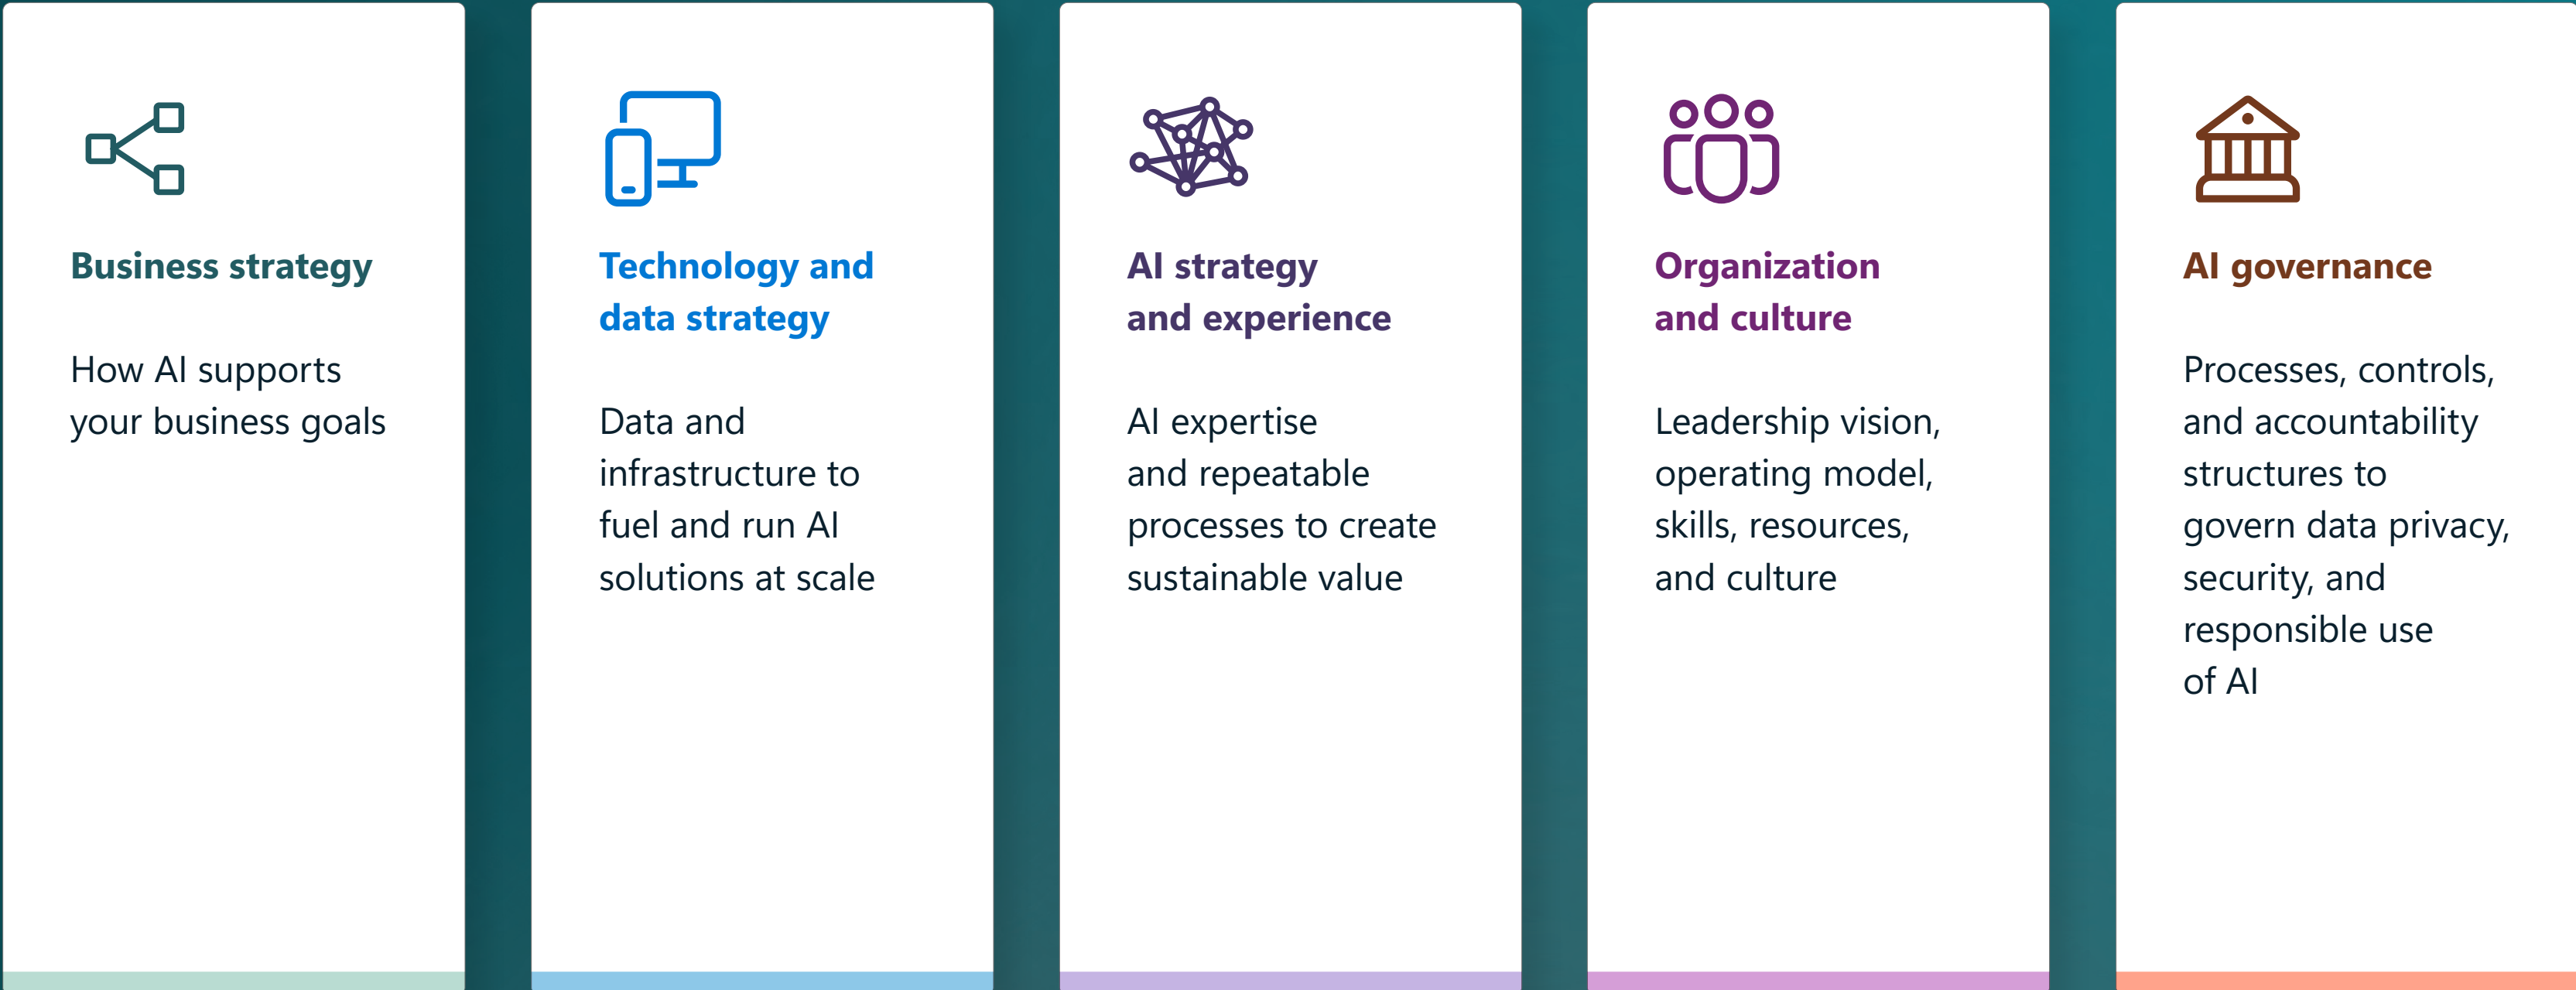 Business strategy
How AI supports
your business goals
Technology and
data strategy
Data and
infrastructure to
fuel and run AI
solutions at scale
AI strategy
and experience
AI expertise
and repeatable
processes to create
sustainable value
Organization
and culture
Leadership vision,
operating model,
skills, resources,
and culture
AI governance
Processes, controls,
and accountability
structures to
govern data privacy,
security, and
responsible use
of AI